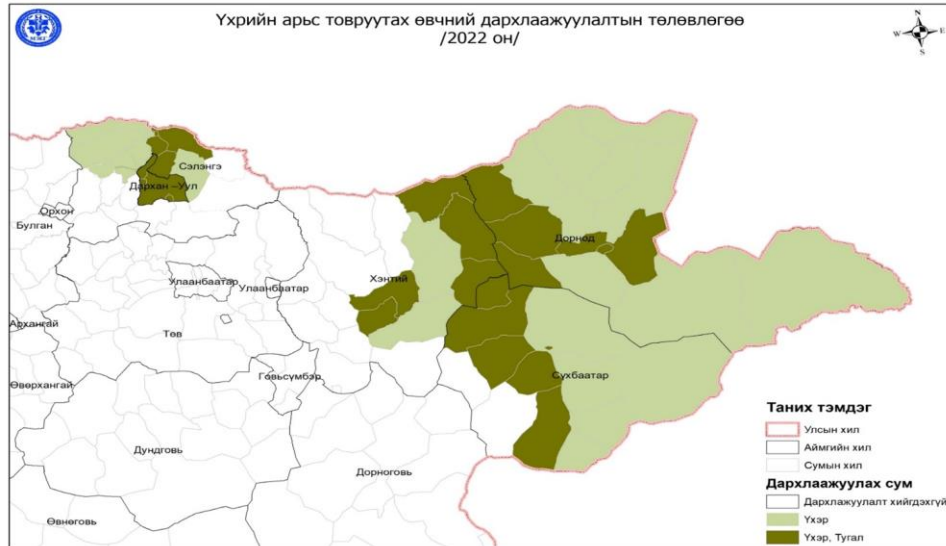 Үхрийн арьс товруутах өвчний дархлаажуулалтын төлөвлөгөө
/2022 он/
N
W E
S
Сэлэнгэ
Дархан –Уул
Орхон
Булган
Дорнод
Хэнтий
Улаанбаатар
Улаанбаатар
Архангай
Төв
Говьсүмбэр
Өвөрхангай
Сухбаатар
Дундговь
Дорноговь
Өвнөговь
Таних тэмдэг
Улсын хил
Аймгийн хил
Сумын хил
Дархлаажуулах сум
Дархлажуулалт хийгдэхгүй
Үхэр
Үхэр, Тугал